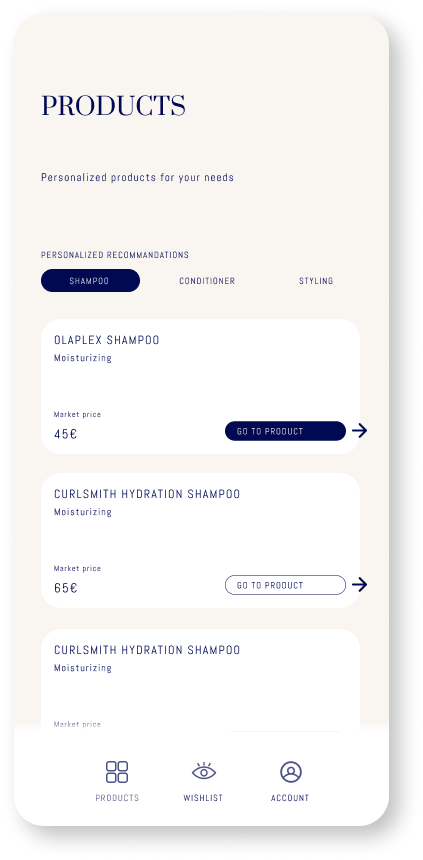 PRODUCTS
Personalized products for your needs
PERSONALIZED RECOMMANDATIONS
SHAMPOO CONDITIONER STYLING
OLAPLEX SHAMPOO
Moisturizing
Market price
45€ GO TO PRODUCT
CURLSMITH HYDRATION SHAMPOO
Moisturizing
Market price
65€ GO TO PRODUCT
CURLSMITH HYDRATION SHAMPOO
Moisturizing
Market price
PRODUCTS WISHLIST ACCOUNT